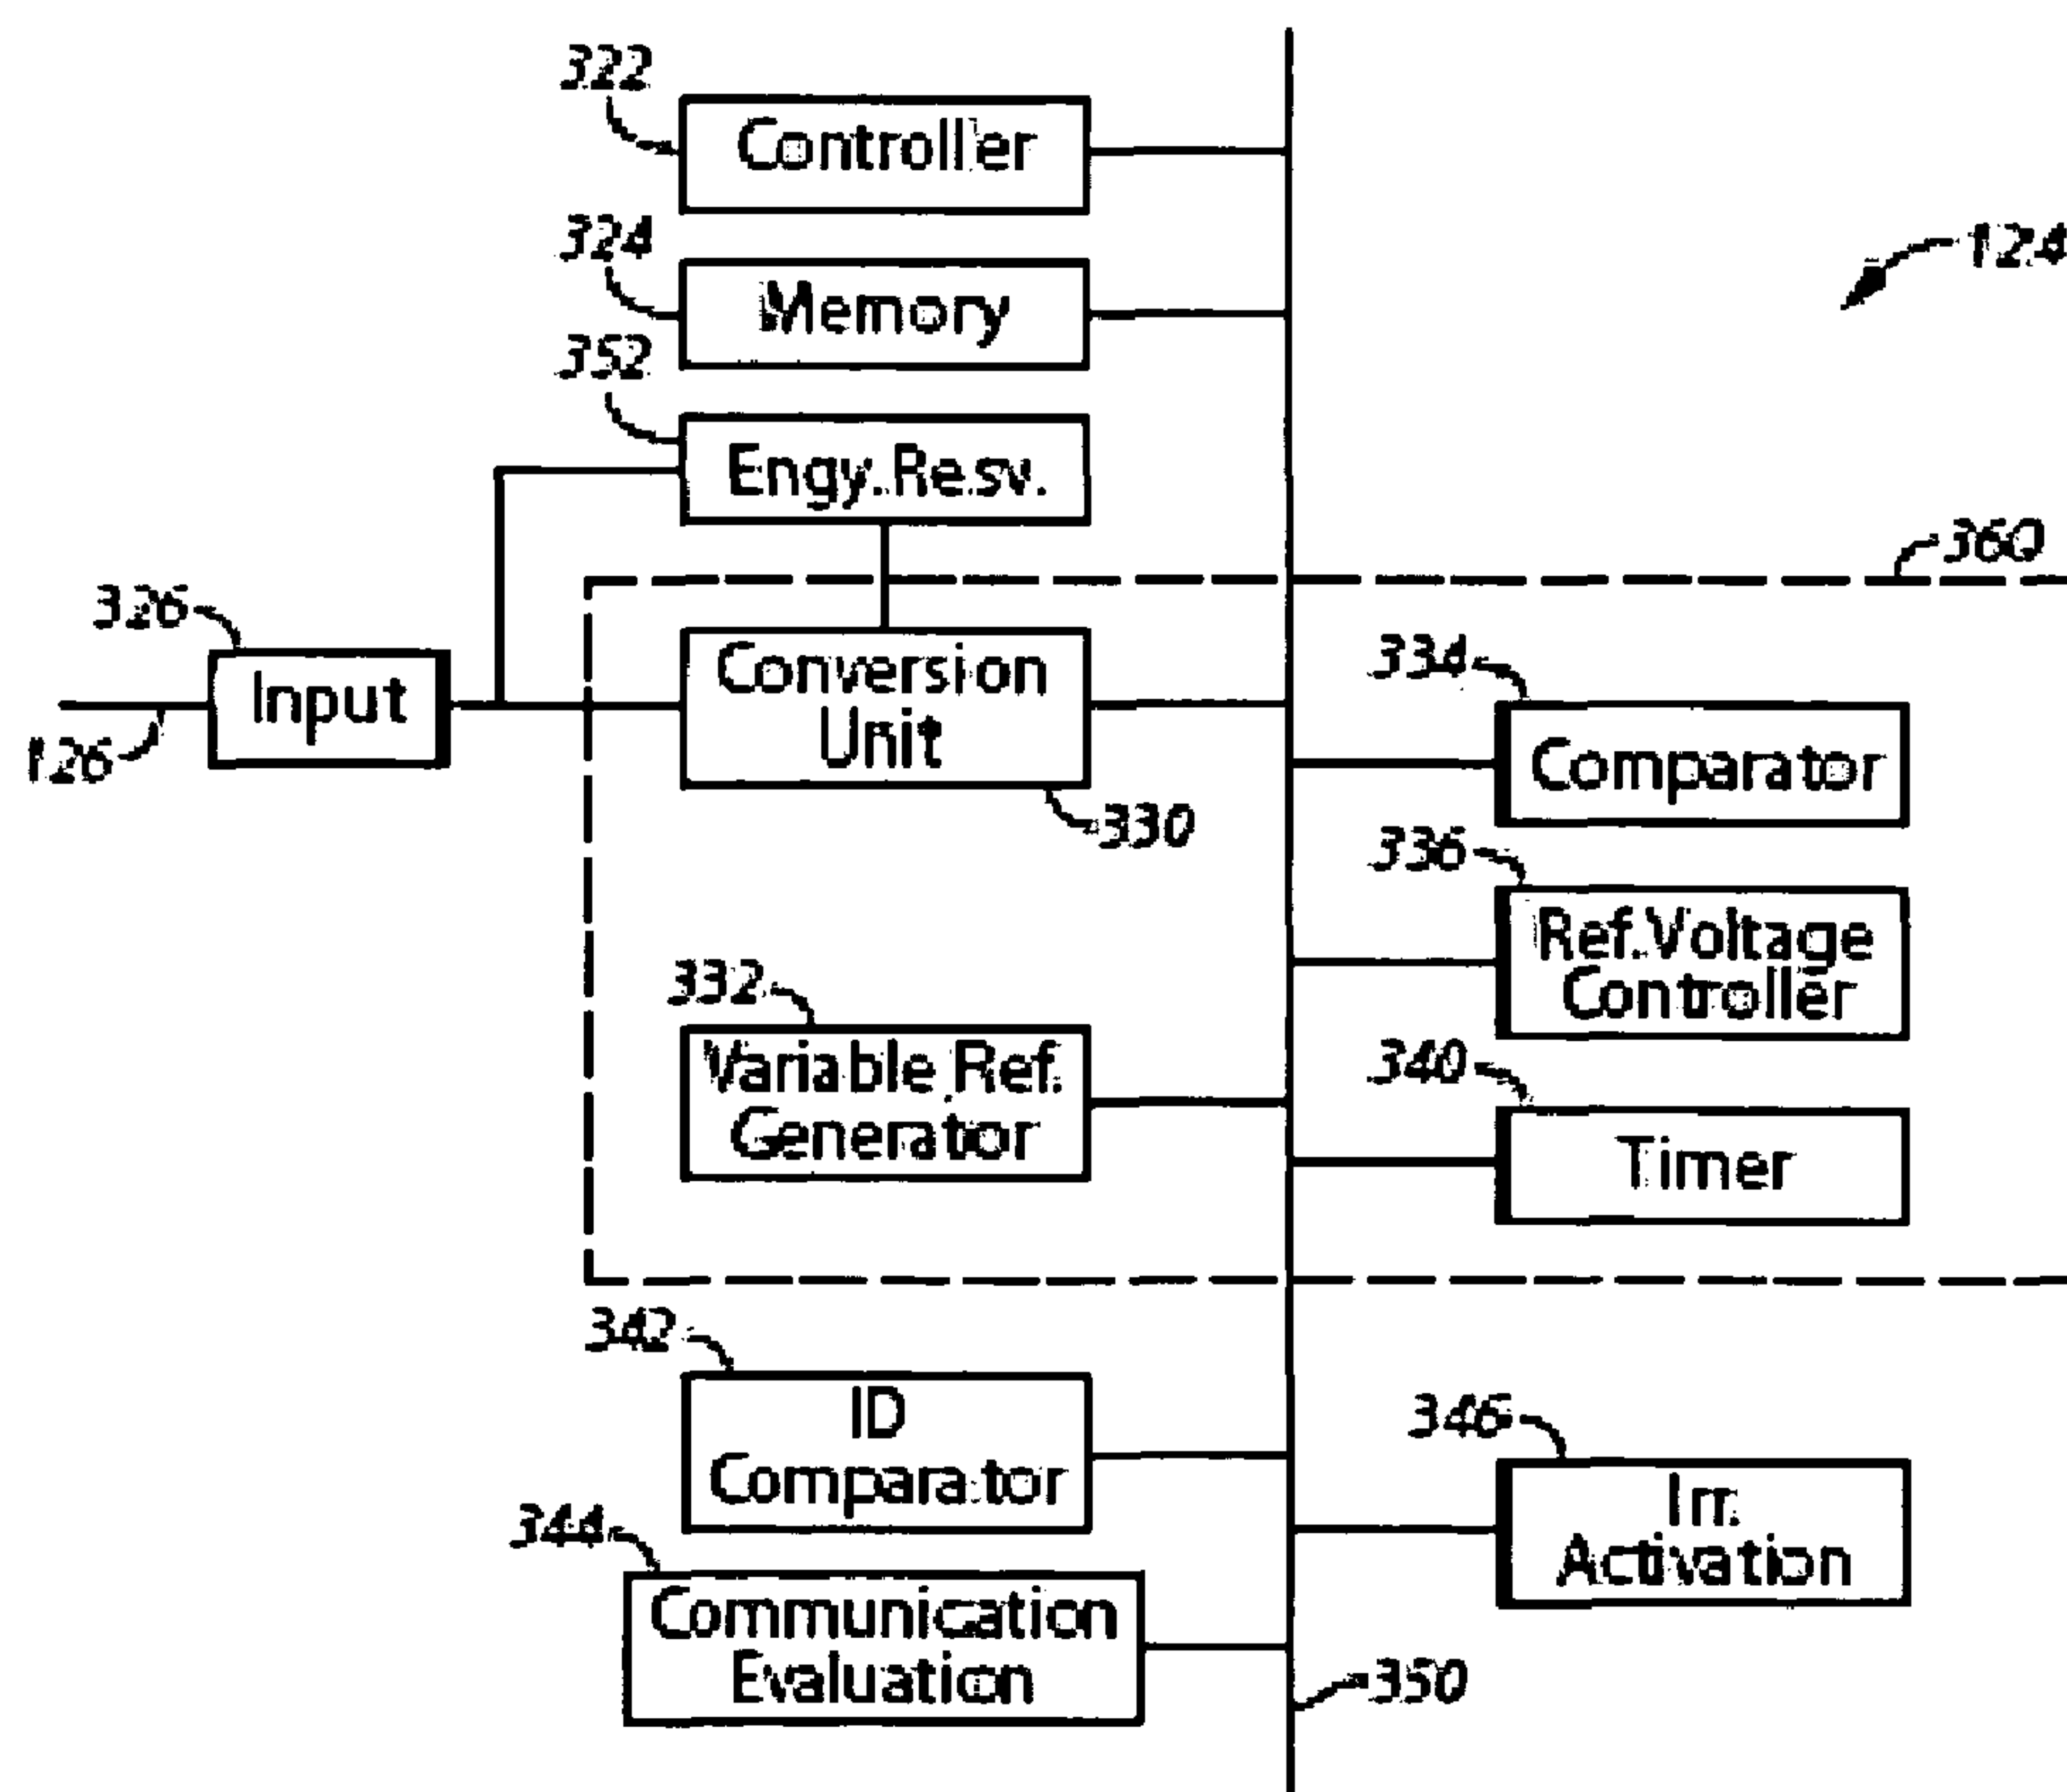 322
Controller
124
324
Memory
352
Engy.Resv.
360
326
Input
126
Conversion
Unit
330
334
Comparator
336
Ref.Voltage
Controller
332
Variable Ref.
Generator
340
Timer
342
ID
Comparator
346
Irr.
Activation
344
Communication
Evaluation
350